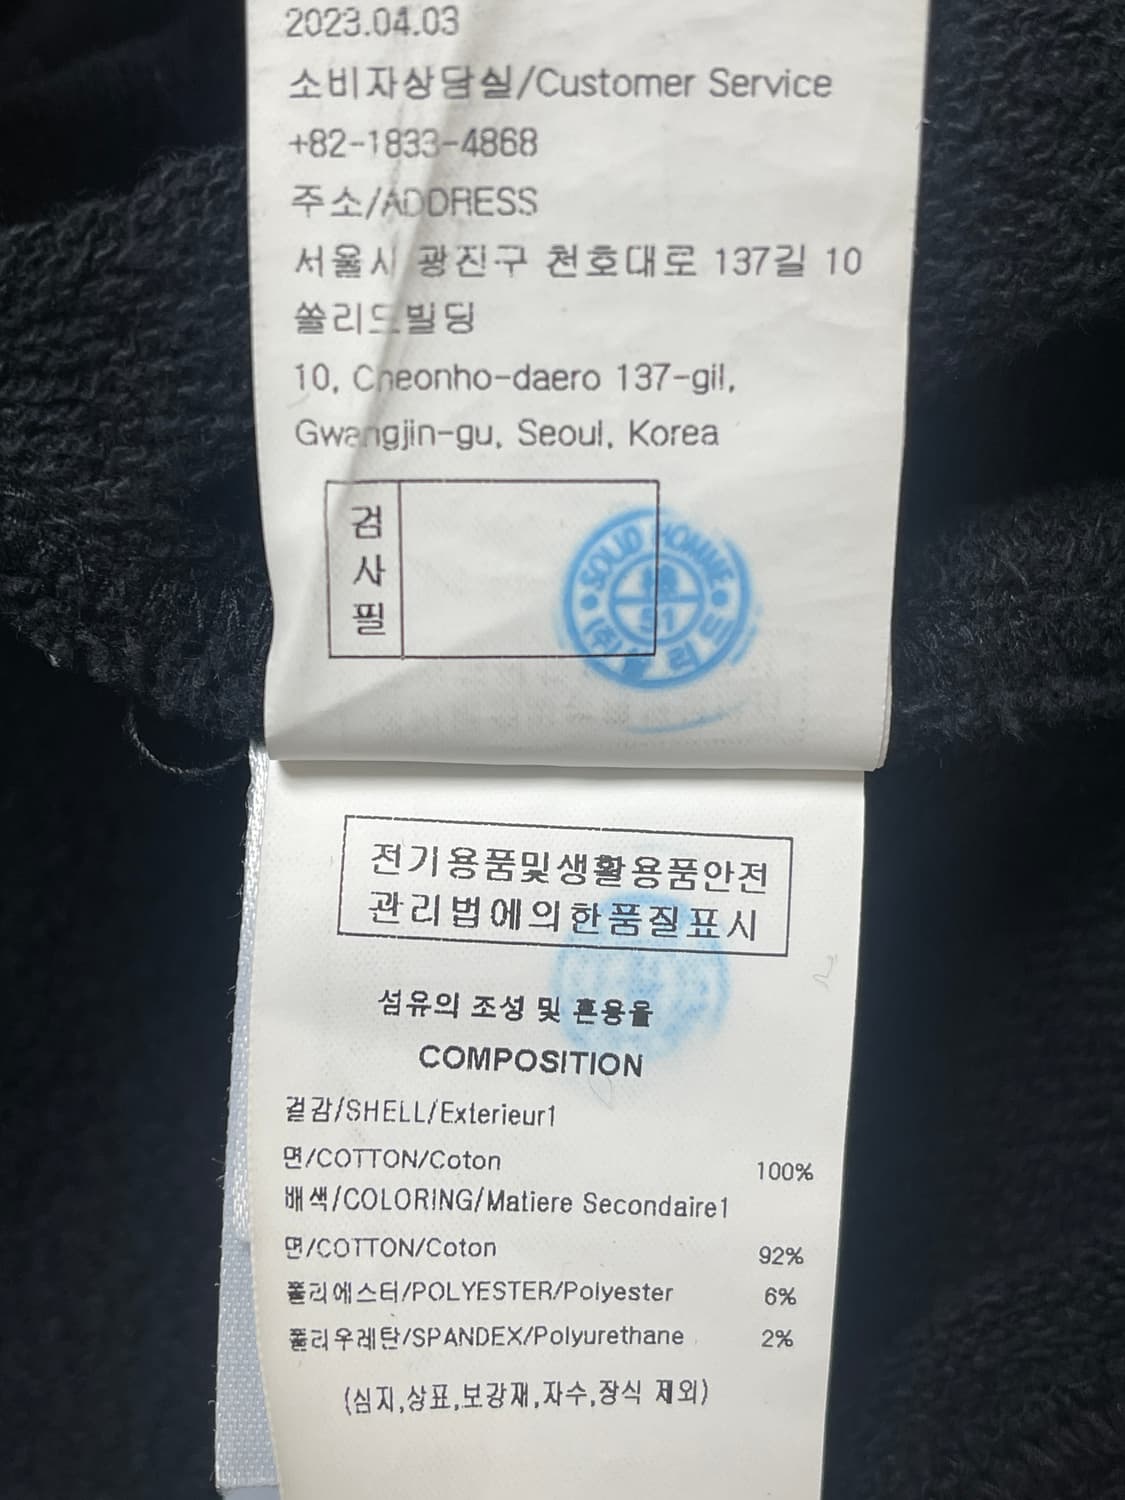 2023.04.03
소비자상담실/Customer Service
+82-1833-4868
주소/ADDRESS
서울시 광진구 천호대로 137길 10
쏠리드빌딩
10, Cheonho-daero 137-gil,
Gwangjin-gu, Seoul, Korea
검
사
필
SOLID HOMME
(주)쏠리드
전기용품및생활용품안전
관리법에의한품질표시
섬유의 조성 및 혼용율
COMPOSITION
겉감/SHELL/Exterieur1
면/COTTON/Coton 100%
배색/COLORING/Matiere Secondaire1
면/COTTON/Coton 92%
폴리에스터/POLYESTER/Polyester 6%
폴리우레탄/SPANDEX/Polyurethane 2%
(심지,상표,보강재,자수,장식 제외)